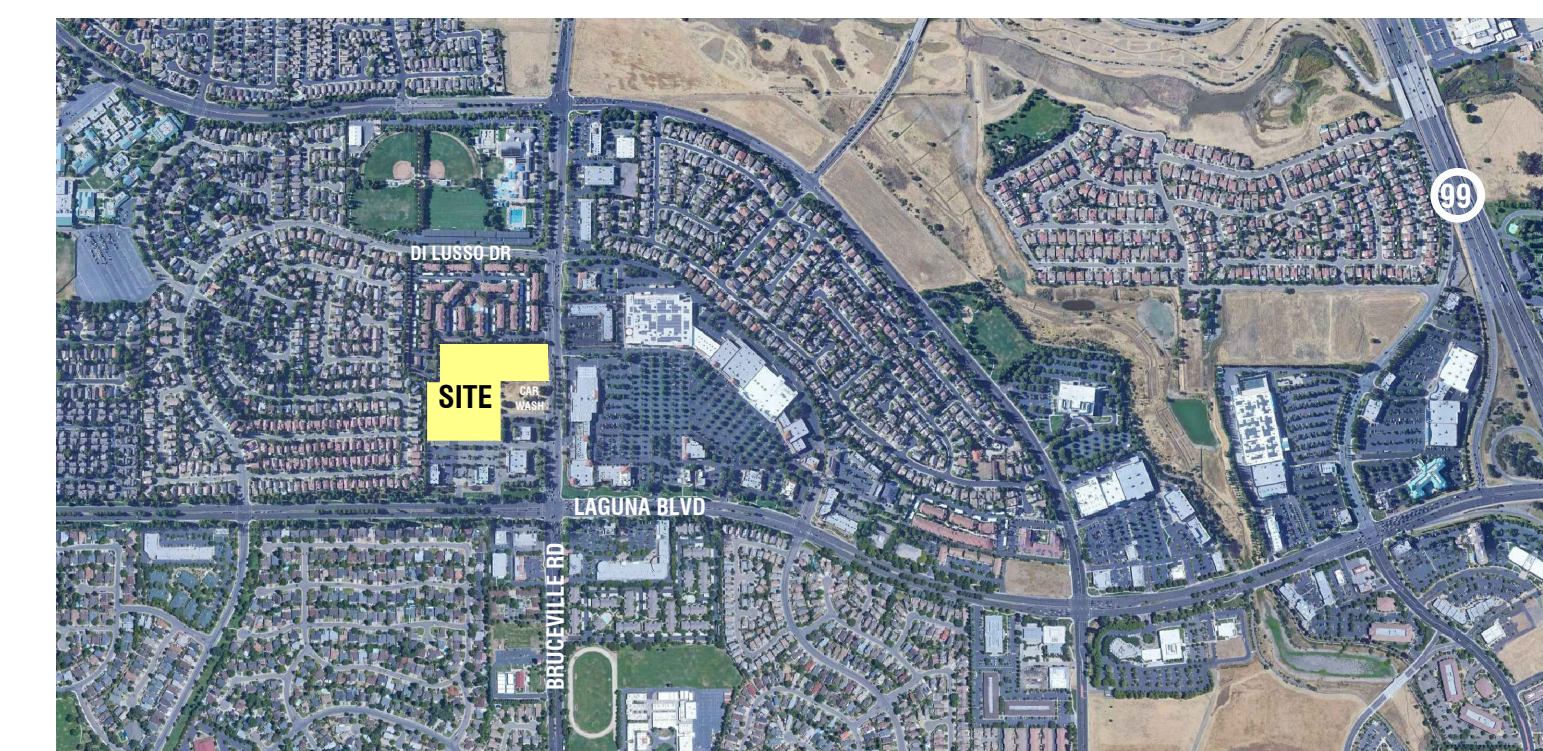 99
DI LUSSO DR
SITE
CAR
WASH
LAGUNA BLVD
BRUCEVILLE RD